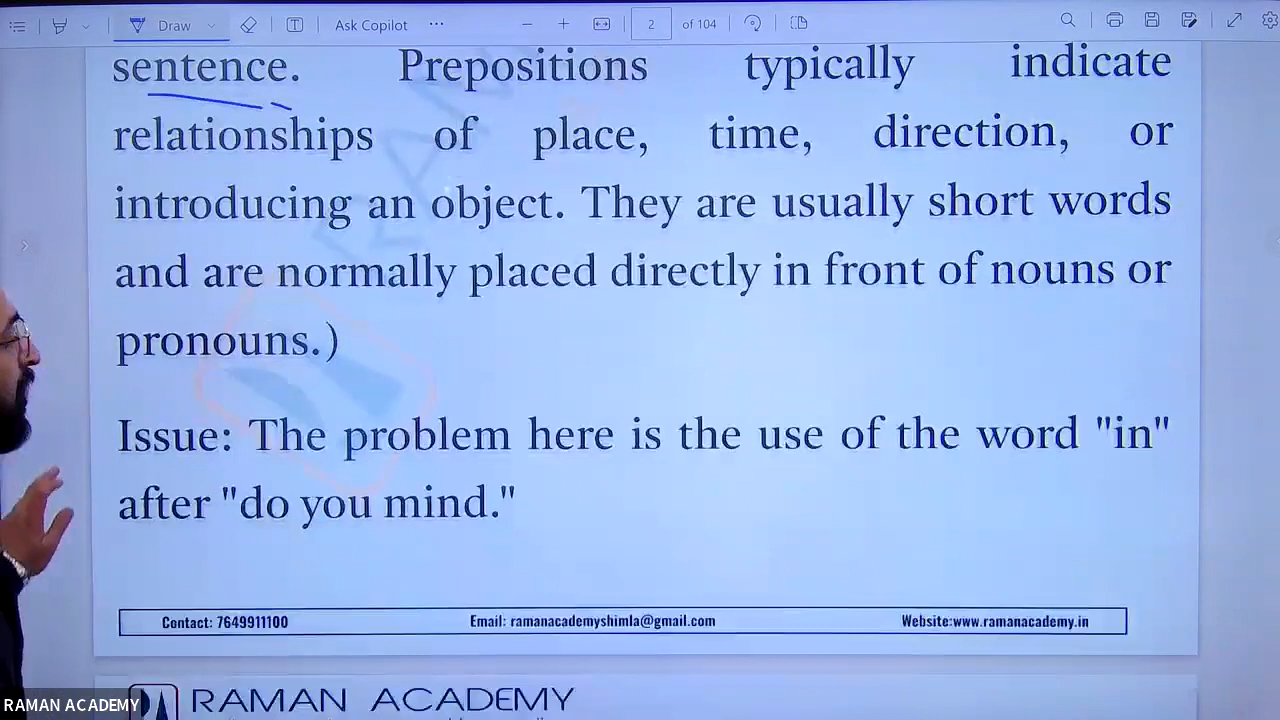 Draw
Ask Copilot
2 of 104
sentence. Prepositions typically indicate
relationships of place, time, direction, or
introducing an object. They are usually short words
and are normally placed directly in front of nouns or
pronouns.)
Issue: The problem here is the use of the word "in"
after "do you mind."
Contact: 7649911100 Email: ramanacademyshimla@gmail.com Website:www.ramanacademy.in
RAMAN ACADEMY
RAMAN ACADEMY